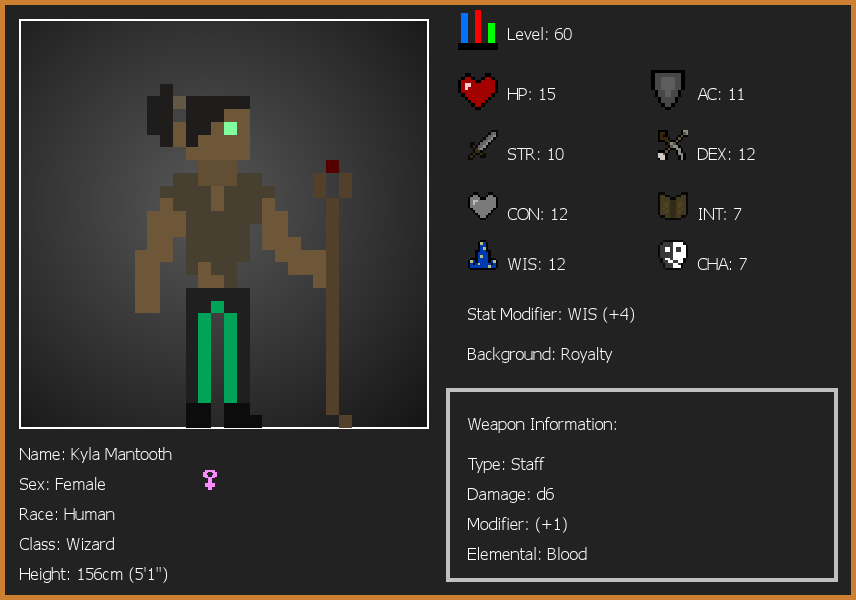 Level: 60
HP: 15
AC: 11
STR: 10
DEX: 12
CON: 12
INT: 7
WIS: 12
CHA: 7
Stat Modifier: WIS (+4)
Background: Royalty
Weapon Information:
Type: Staff
Damage: d6
Modifier: (+1)
Elemental: Blood
Name: Kyla Mantooth
Sex: Female
Race: Human
Class: Wizard
Height: 156cm (5'1")